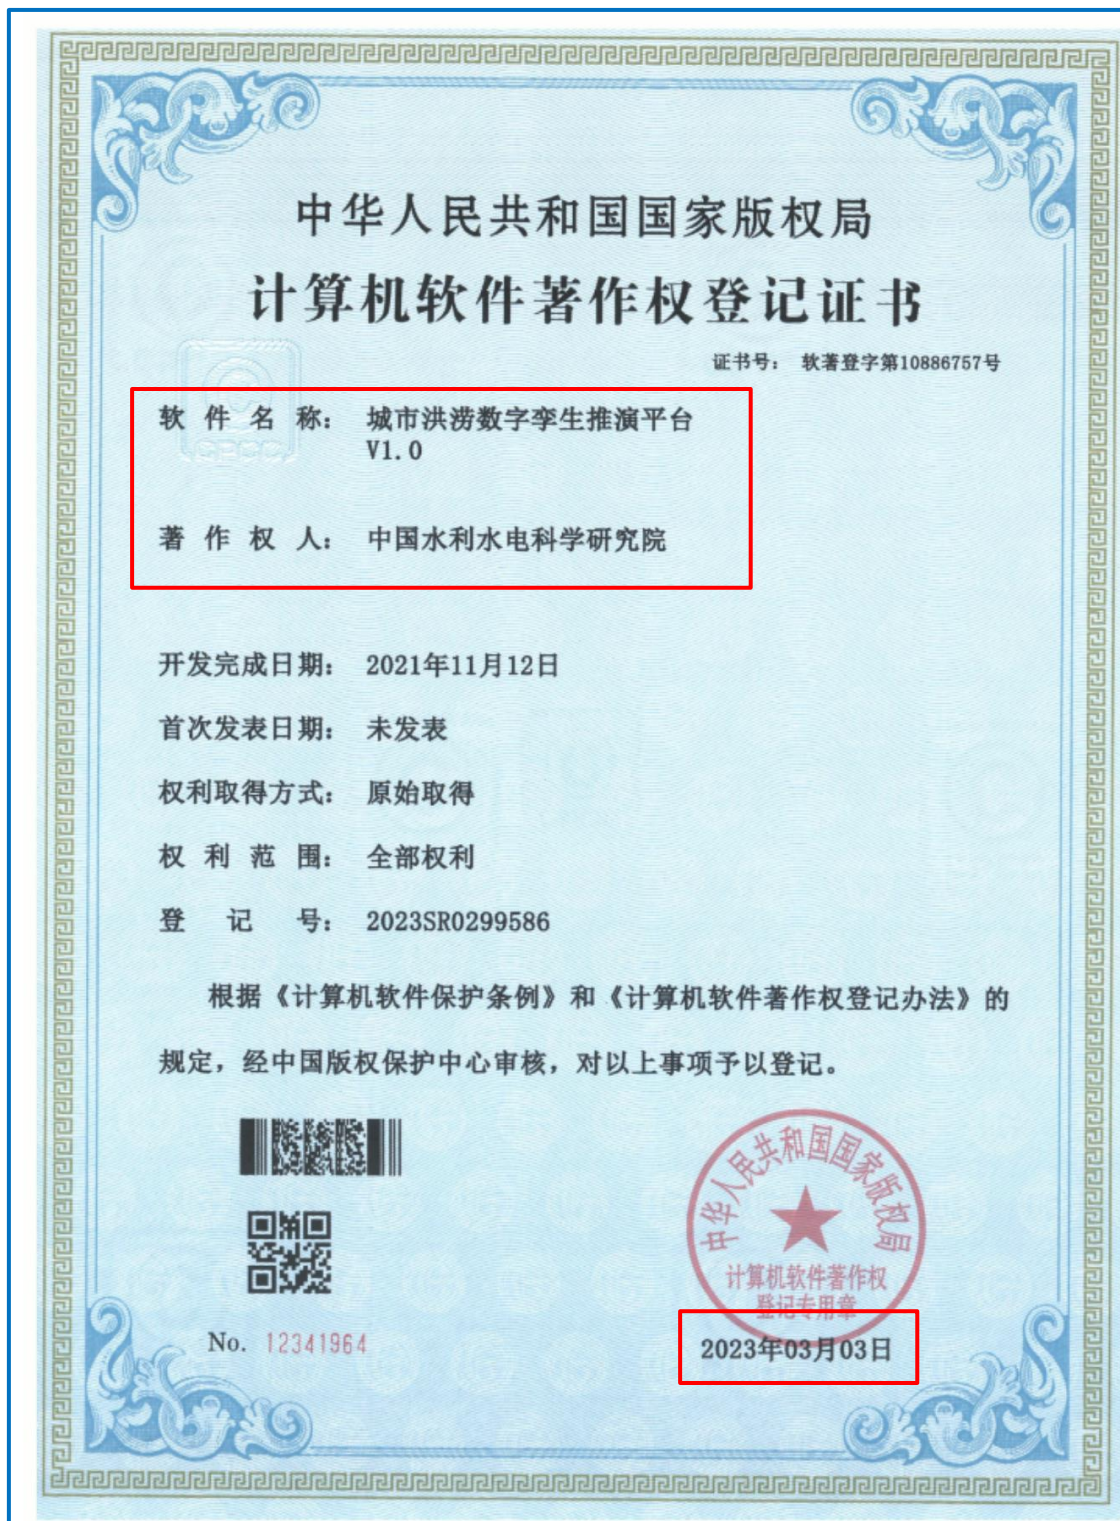 中华人民共和国国家版权局
计算机软件著作权登记证书
证书号： 软著登字第10886757号
软件名称： 城市洪涝数字孪生推演平台
V1.0
著作权人： 中国水利水电科学研究院
开发完成日期： 2021年11月12日
首次发表日期： 未发表
权利取得方式： 原始取得
权利范围： 全部权利
登记号： 2023SR0299586
根据《计算机软件保护条例》和《计算机软件著作权登记办法》的
规定，经中国版权保护中心审核，对以上事项予以登记。
中华人民共和国国家版权局
计算机软件著作权
登记专用章
No. 12341964
2023年03月03日
CPCC